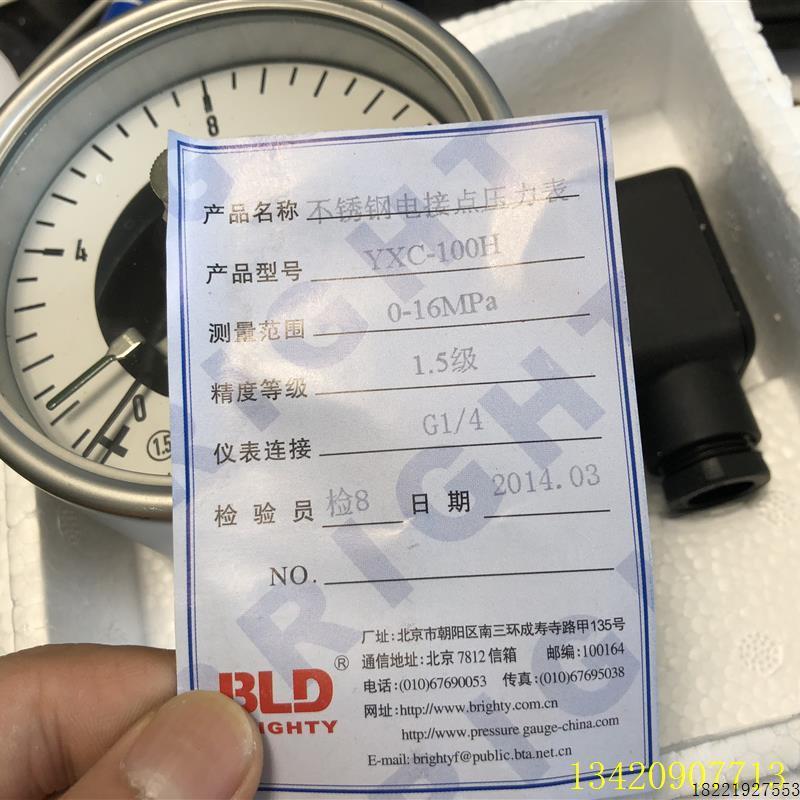 8
4
0
1.5
产品名称 不锈钢电接点压力表
产品型号 YXC-100H
测量范围 0-16MPa
精度等级 1.5级
仪表连接 G1/4
检验员 检8 日期 2014.03
NO.
厂址:北京市朝阳区南三环成寿寺路甲135号
通信地址:北京 7812 信箱 邮编:100164
电话:(010)67690053 传真:(010)67695038
网址:http://www.brighty.com.cn
http://www.pressure gauge-china.com
E-mail: brightyf@public.bta.net.cn
BLD®
BRIGHTY
13420907713
18221927553